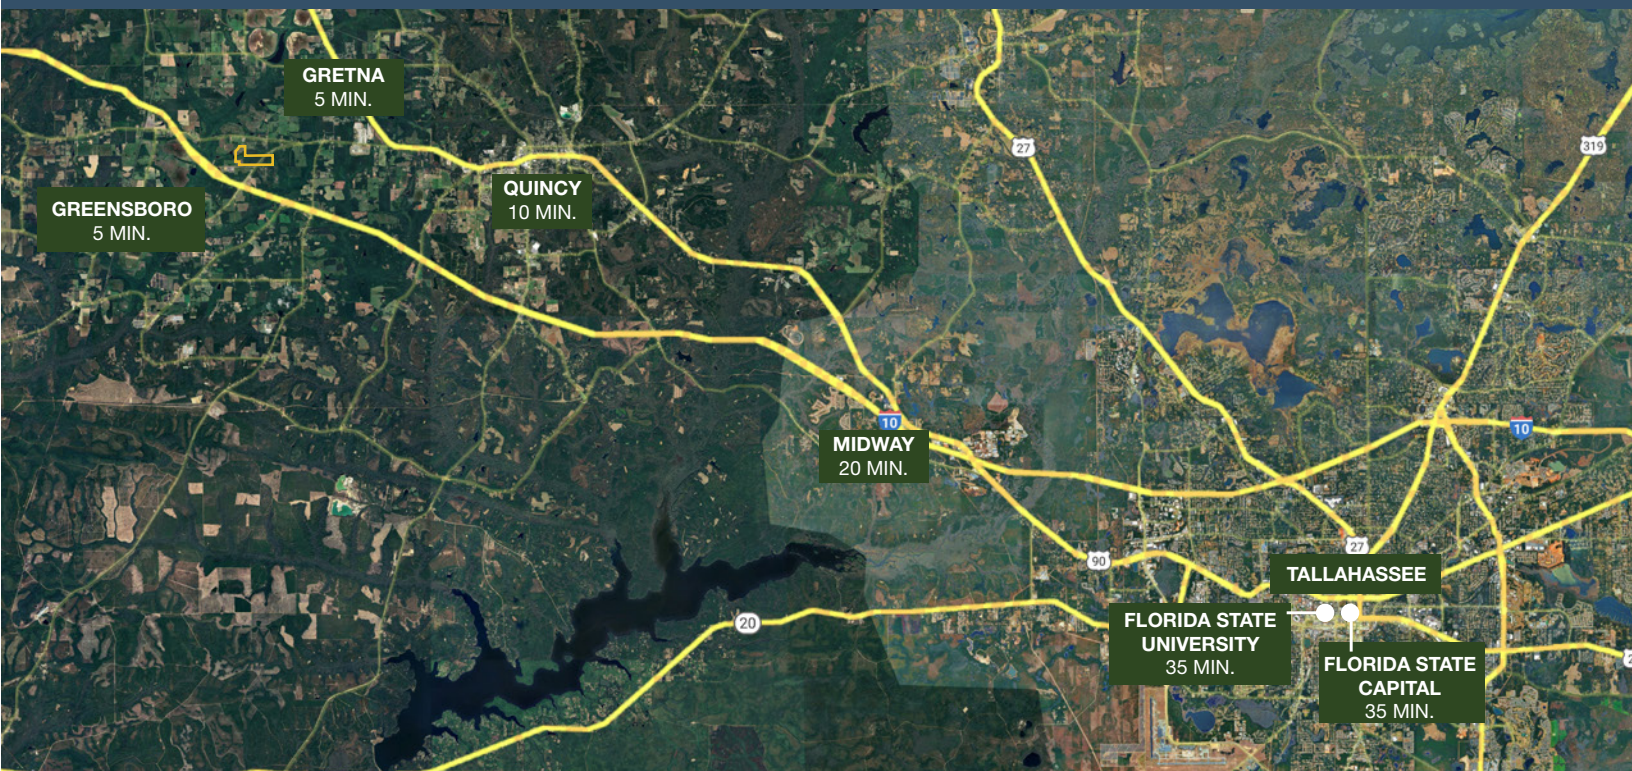 GRETNA
5 MIN.
27
319
QUINCY
10 MIN.
GREENSBORO
5 MIN.
10
10
MIDWAY
20 MIN.
27
90
TALLAHASSEE
20
FLORIDA STATE
UNIVERSITY
35 MIN.
FLORIDA STATE
CAPITAL
35 MIN.